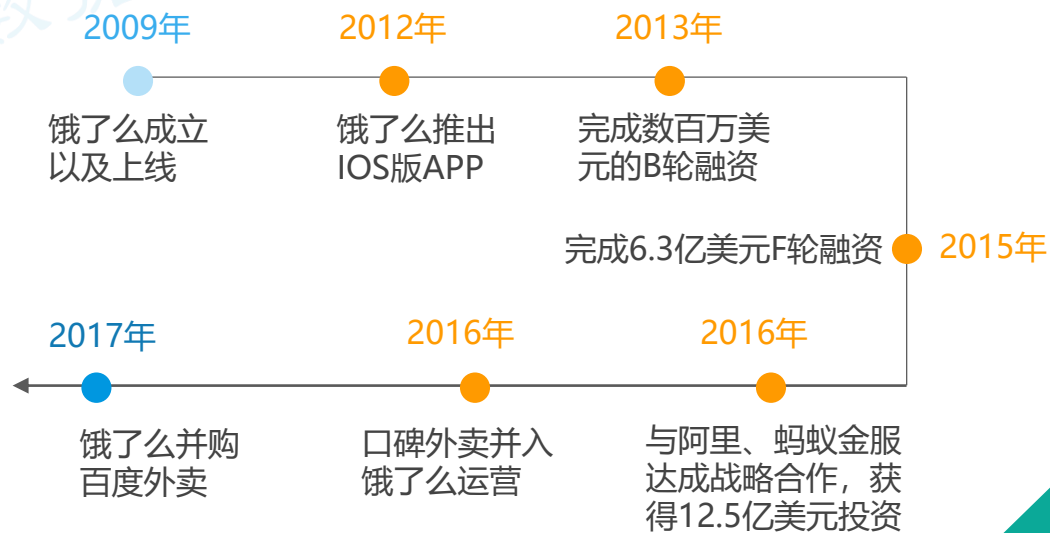 2009年
2012年
2013年
饿了么成立
以及上线
饿了么推出
IOS版APP
完成数百万美
元的B轮融资
完成6.3亿美元F轮融资
2015年
2017年
2016年
2016年
饿了么并购
百度外卖
口碑外卖并入
饿了么运营
与阿里、蚂蚁金服
达成战略合作，获
得12.5亿美元投资